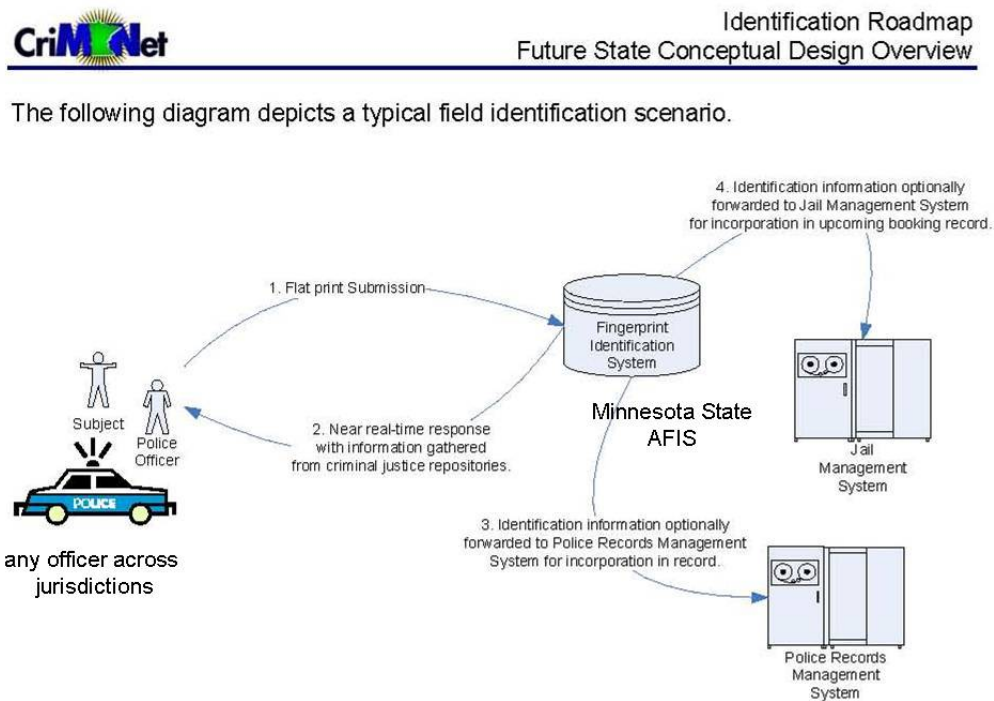 CriMNet
Identification Roadmap
Future State Conceptual Design Overview
The following diagram depicts a typical field identification scenario.
4. Identification information optionally
forwarded to Jail Management System
for incorporation in upcoming booking record.
1. Flat print Submission
Fingerprint
Identification
System
Minnesota State
AFIS
Subject
Police
Officer
POLICE
2. Near real-time response
with information gathered
from criminal justice repositories.
Jail
Management
System
any officer across
jurisdictions
3. Identification information optionally
forwarded to Police Records Management
System for incorporation in record.
Police Records
Management
System